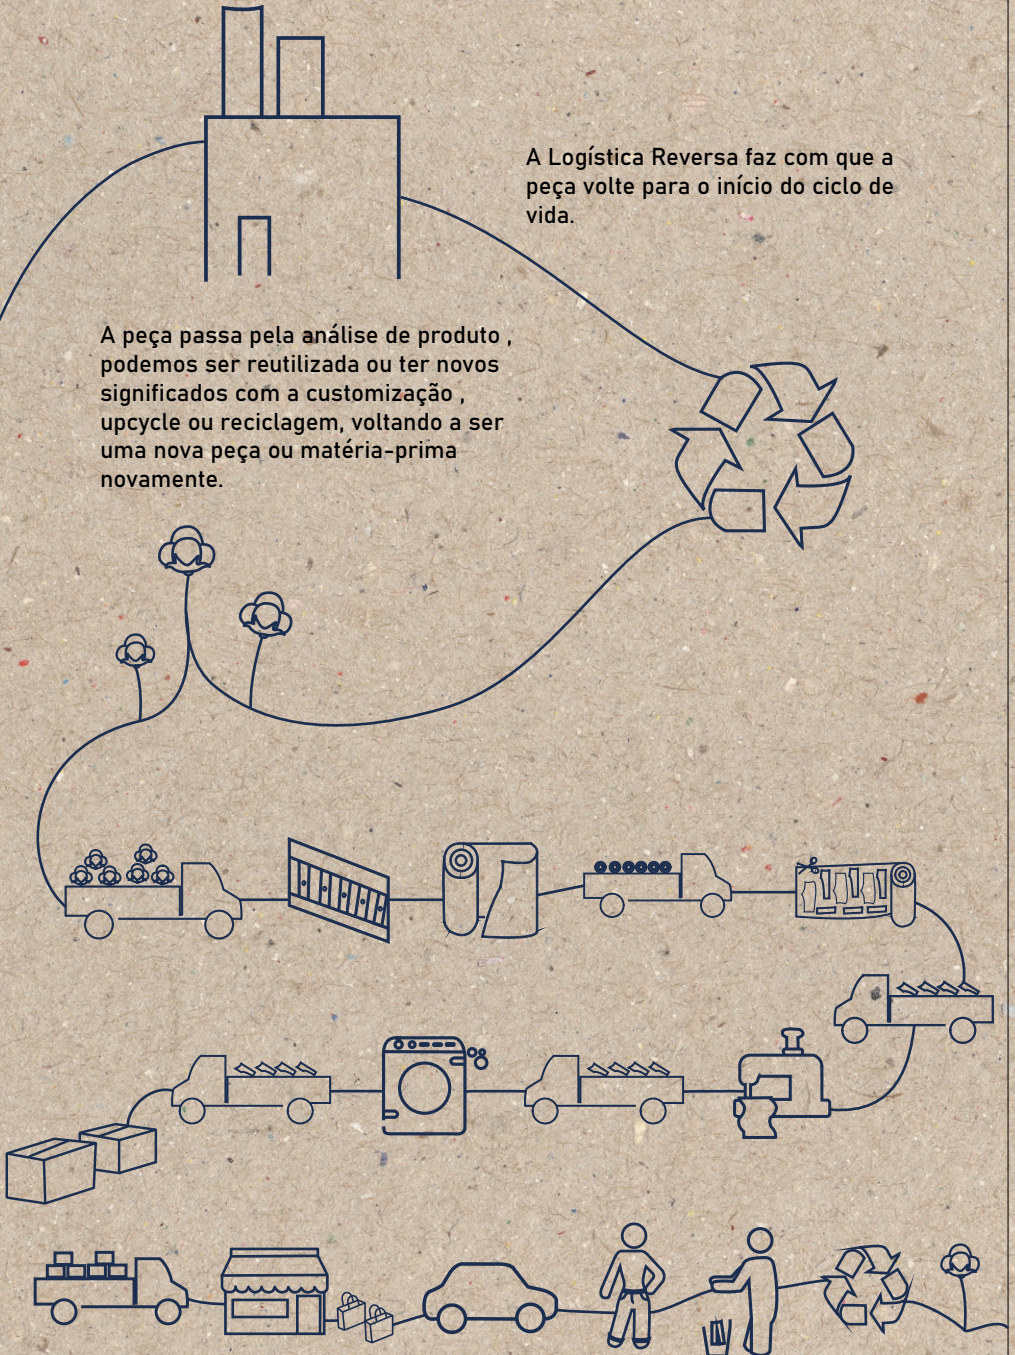 A Logística Reversa faz com que a
peça volte para o início do ciclo de
vida.
A peça passa pela análise de produto ,
podemos ser reutilizada ou ter novos
significados com a customização ,
upcycle ou reciclagem, voltando a ser
uma nova peça ou matéria-prima
novamente.